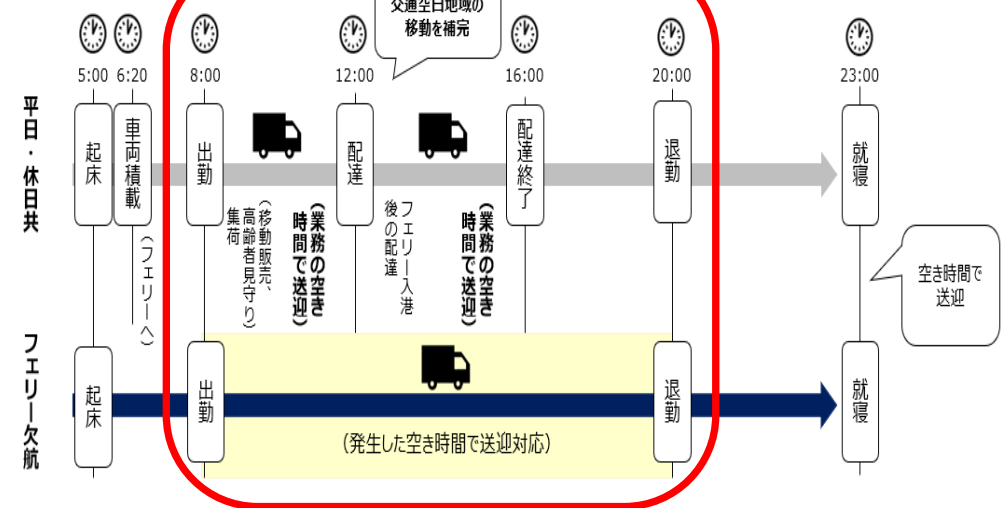 交通空白地域の
移動を補完
5:00
6:20
8:00
12:00
16:00
20:00
23:00
平日・休日共
起床
車両積載
出勤
配達
配達終了
退勤
就寝
(フェリーへ)
(移動販売、
高齢者見守り)
集荷
(業務の空き
時間で送迎)
フェリー入港
後の配達
(業務の空き
時間で送迎)
空き時間で
送迎
フェリー欠航
起床
出勤
退勤
就寝
(発生した空き時間で送迎対応)